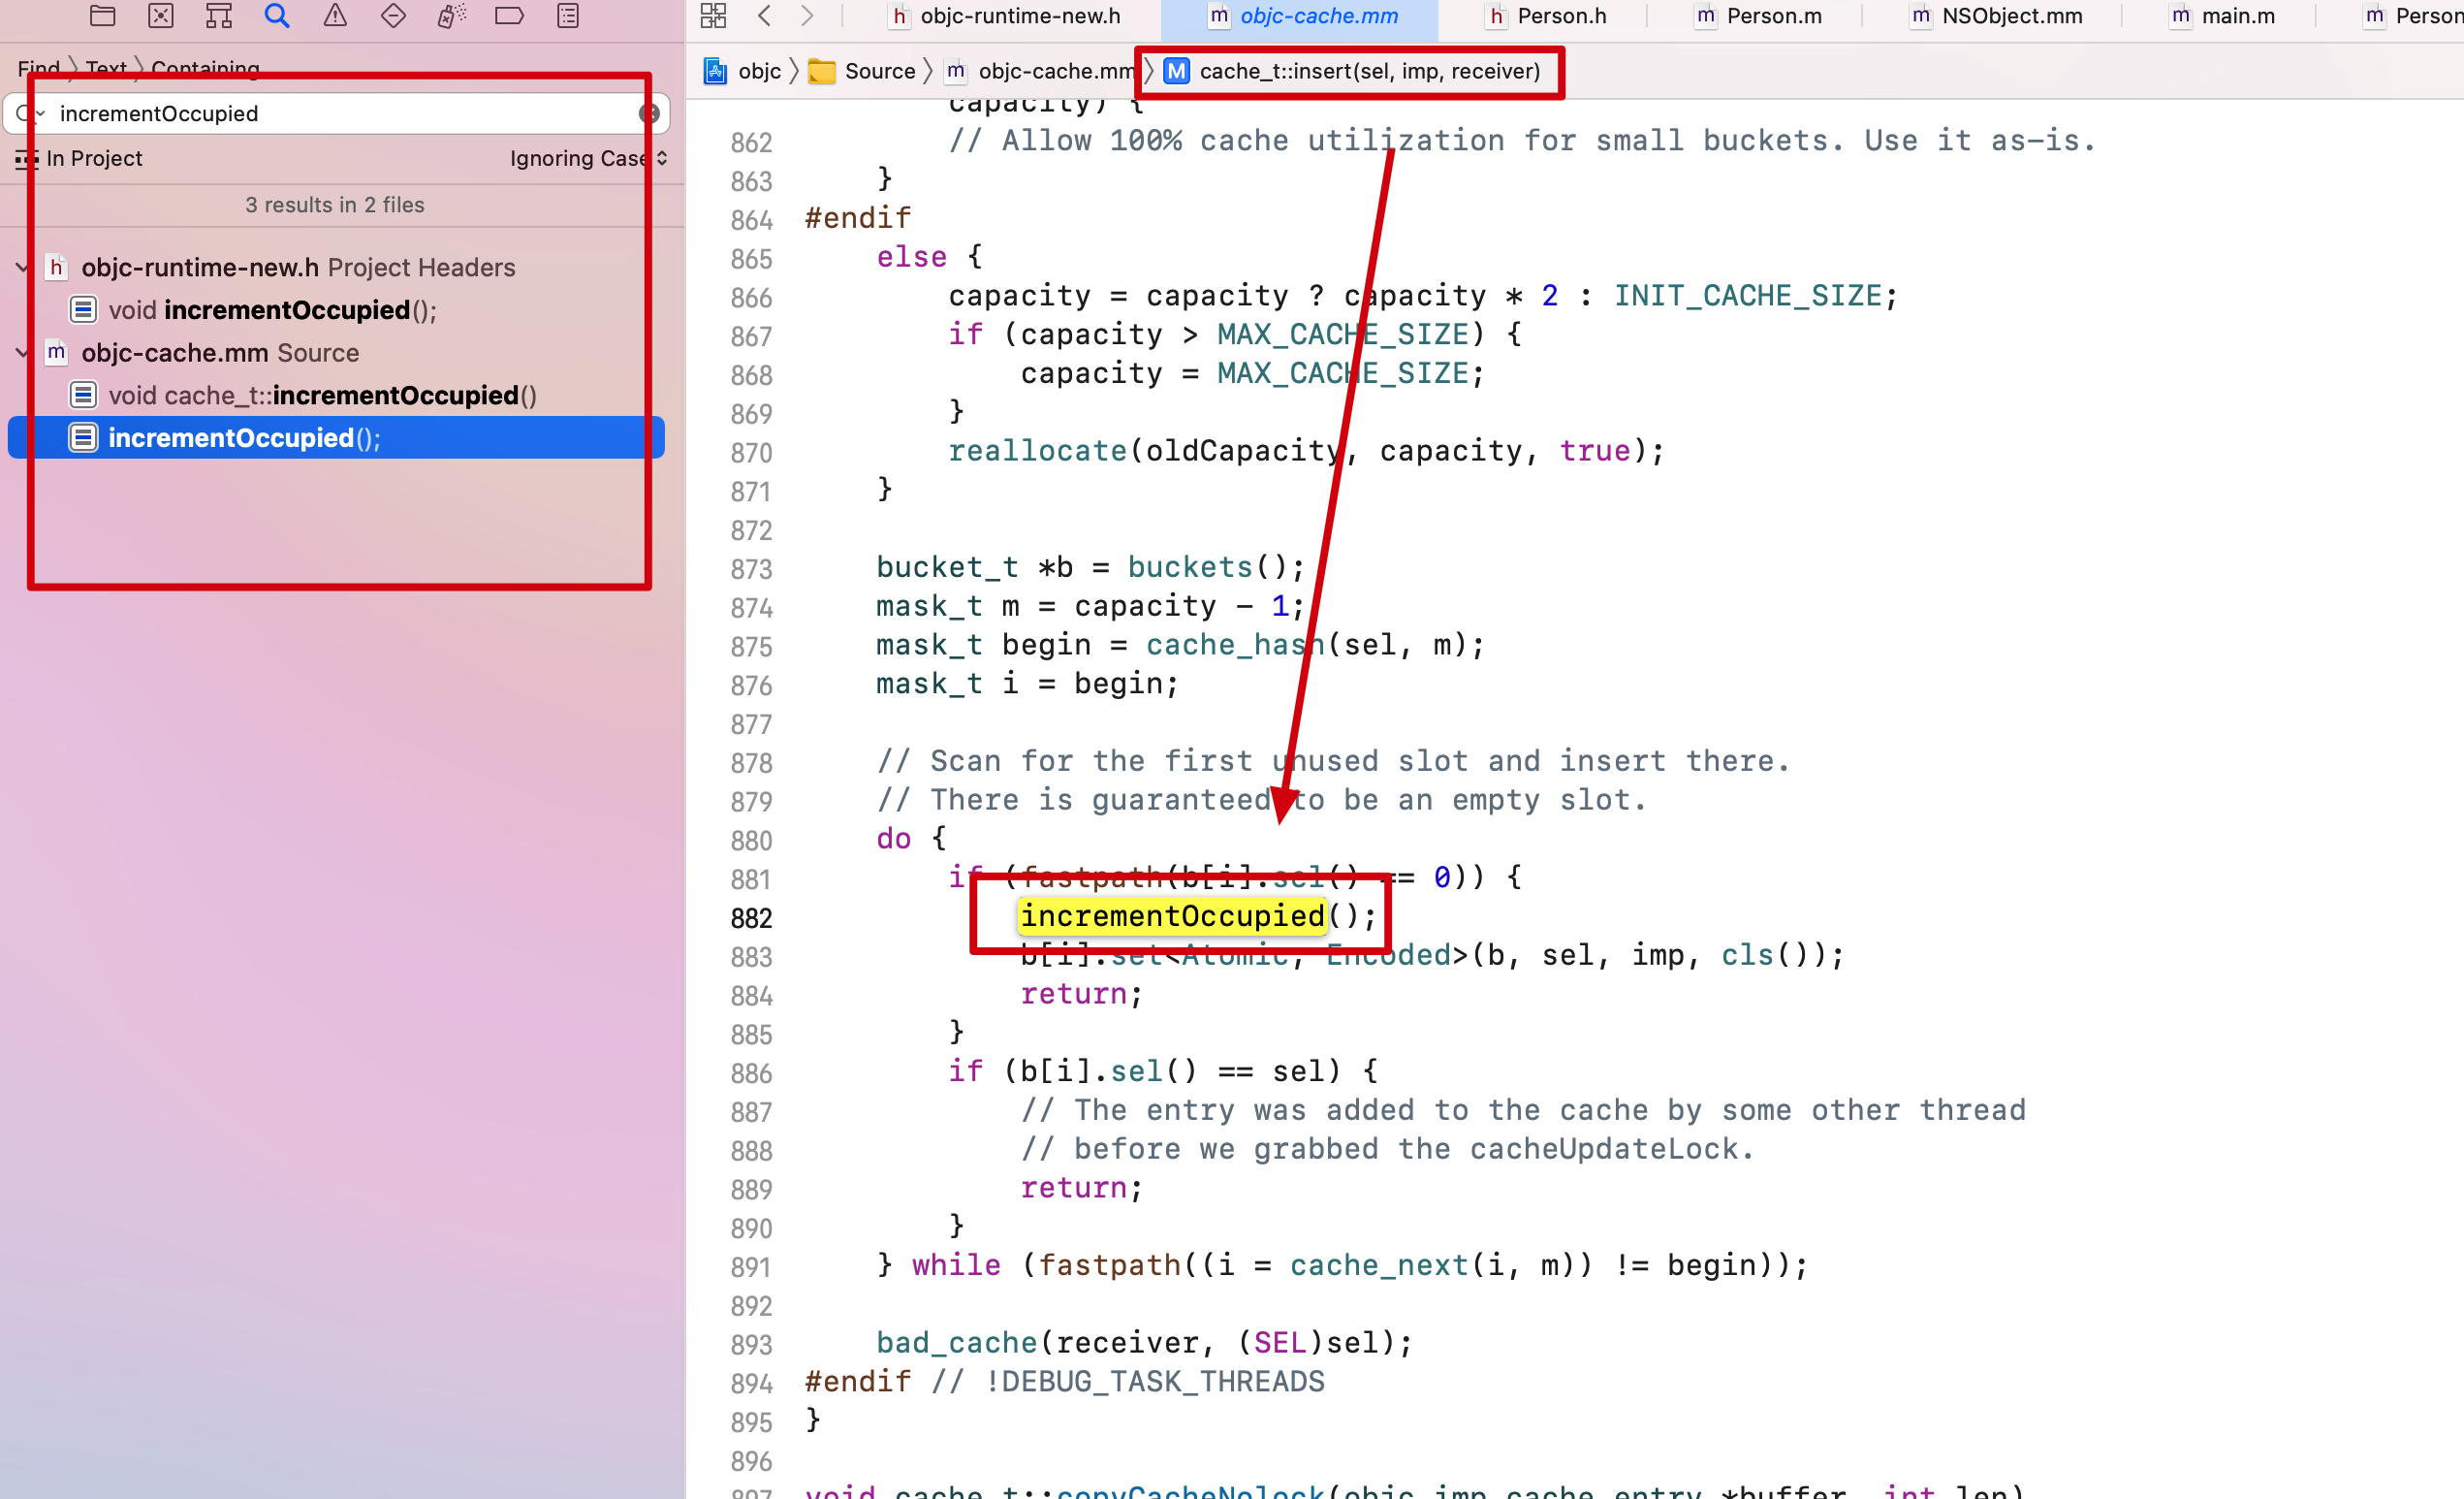 Find 〉 Text 〉 Containing
incrementOccupied
In Project Ignoring Case
3 results in 2 files
objc-runtime-new.h Project Headers
void incrementOccupied();
objc-cache.mm Source
void cache_t::incrementOccupied()
incrementOccupied();
objc-runtime-new.h objc-cache.mm Person.h Person.m NSObject.mm main.m Person
objc 〉 Source 〉 objc-cache.mm 〉 M cache_t::insert(sel, imp, receiver)
capacity) {
862 // Allow 100% cache utilization for small buckets. Use it as-is.
863 }
864 #endif
865 else {
866 capacity = capacity ? capacity * 2 : INIT_CACHE_SIZE;
867 if (capacity > MAX_CACHE_SIZE) {
868 capacity = MAX_CACHE_SIZE;
869 }
870 reallocate(oldCapacity, capacity, true);
871 }
872
873 bucket_t *b = buckets();
874 mask_t m = capacity - 1;
875 mask_t begin = cache_hash(sel, m);
876 mask_t i = begin;
877
878 // Scan for the first unused slot and insert there.
879 // There is guaranteed to be an empty slot.
880 do {
881 if (fastpath(b[i].sel() == 0)) {
882 incrementOccupied();
883 b[i].set<Atomic, Encoded>(b, sel, imp, cls());
884 return;
885 }
886 if (b[i].sel() == sel) {
887 // The entry was added to the cache by some other thread
888 // before we grabbed the cacheUpdateLock.
889 return;
890 }
891 } while (fastpath((i = cache_next(i, m)) != begin));
892
893 bad_cache(receiver, (SEL)sel);
894 #endif // !DEBUG_TASK_THREADS
895 }
896
897 void cache_t::copyCacheNolock(objc_imp_cache_entry *buffer, int len)